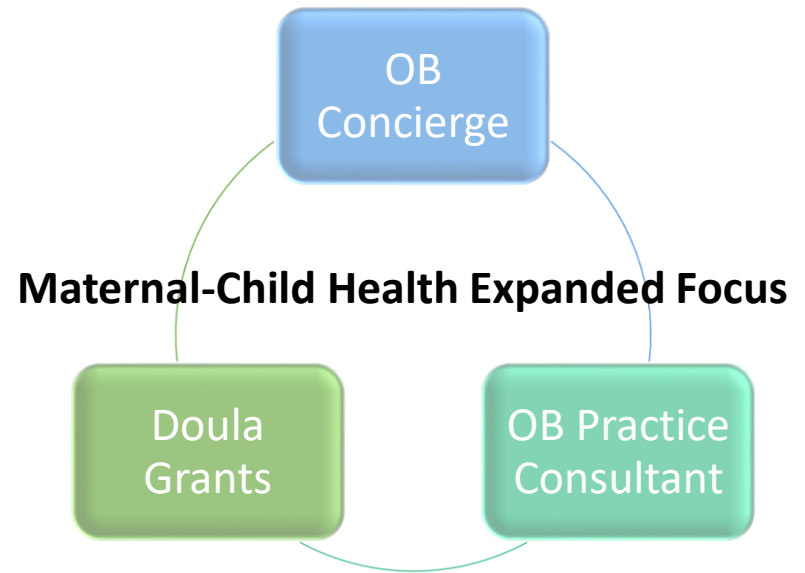 OB
Concierge
Maternal-Child Health Expanded Focus
Doula
Grants
OB Practice
Consultant